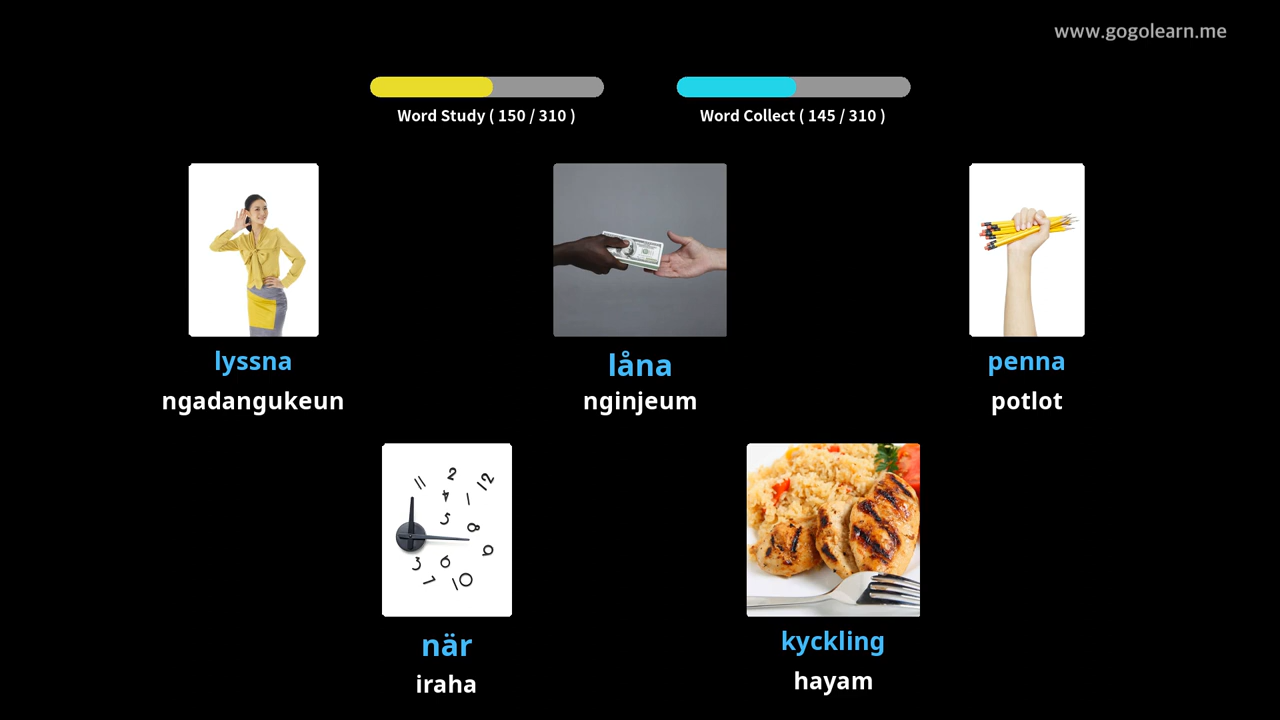 www.gogolearn.me
Word Study ( 150 / 310 )
Word Collect ( 145 / 310 )
lyssna
ngadangukeun
låna
nginjeum
penna
potlot
när
iraha
kyckling
hayam